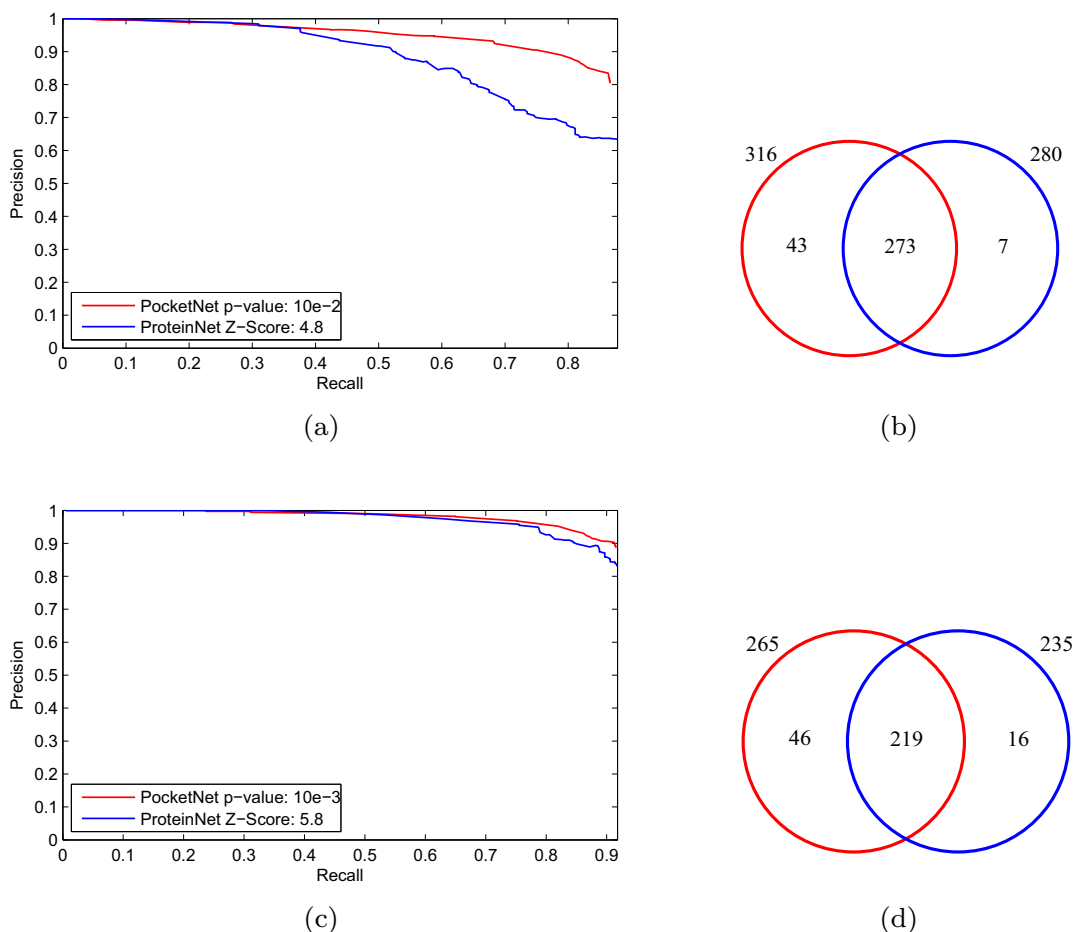 1
0.9
0.8
0.7
0.6
0.5
0.4
0.3
0.2
0.1
0
Precision
PocketNet p−value: 10e−2
ProteinNet Z−Score: 4.8
0 0.1 0.2 0.3 0.4 0.5 0.6 0.7 0.8
Recall
(a)
316 280
43 273 7
(b)
1
0.9
0.8
0.7
0.6
0.5
0.4
0.3
0.2
0.1
0
Precision
PocketNet p−value: 10e−3
ProteinNet Z−Score: 5.8
0 0.1 0.2 0.3 0.4 0.5 0.6 0.7 0.8 0.9
Recall
(c)
265 235
46 219 16
(d)